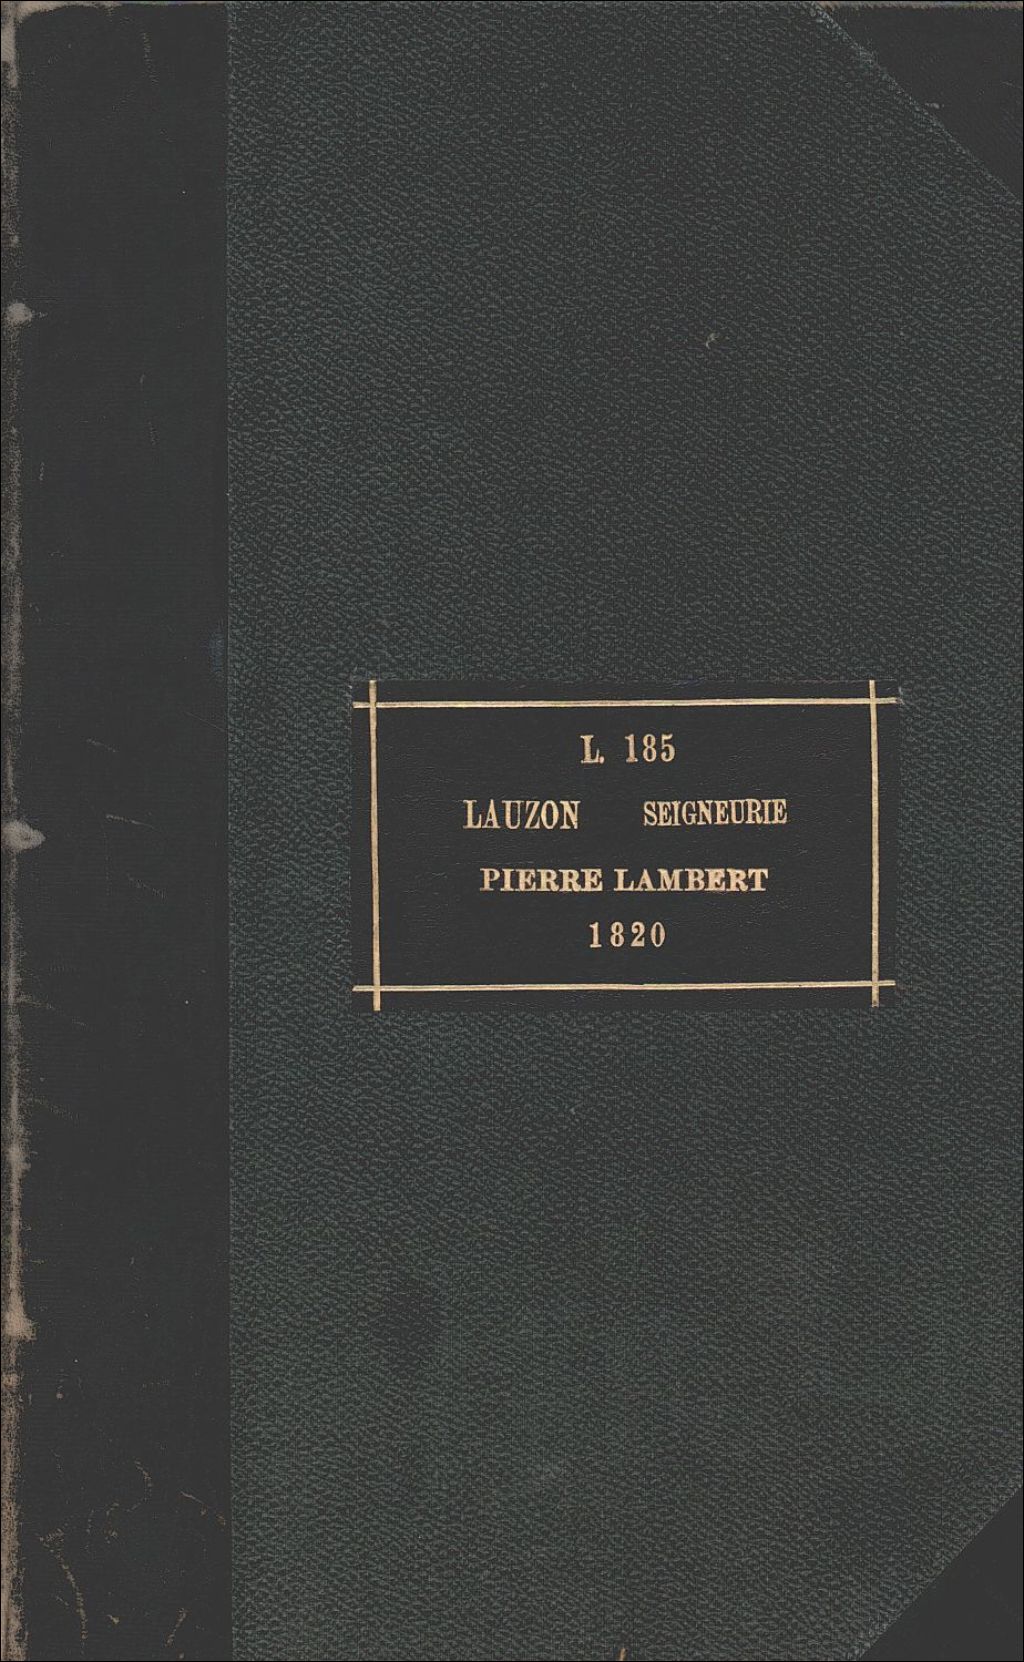 L. 185
LAUZON SEIGNEURIE
PIERRE LAMBERT
1820